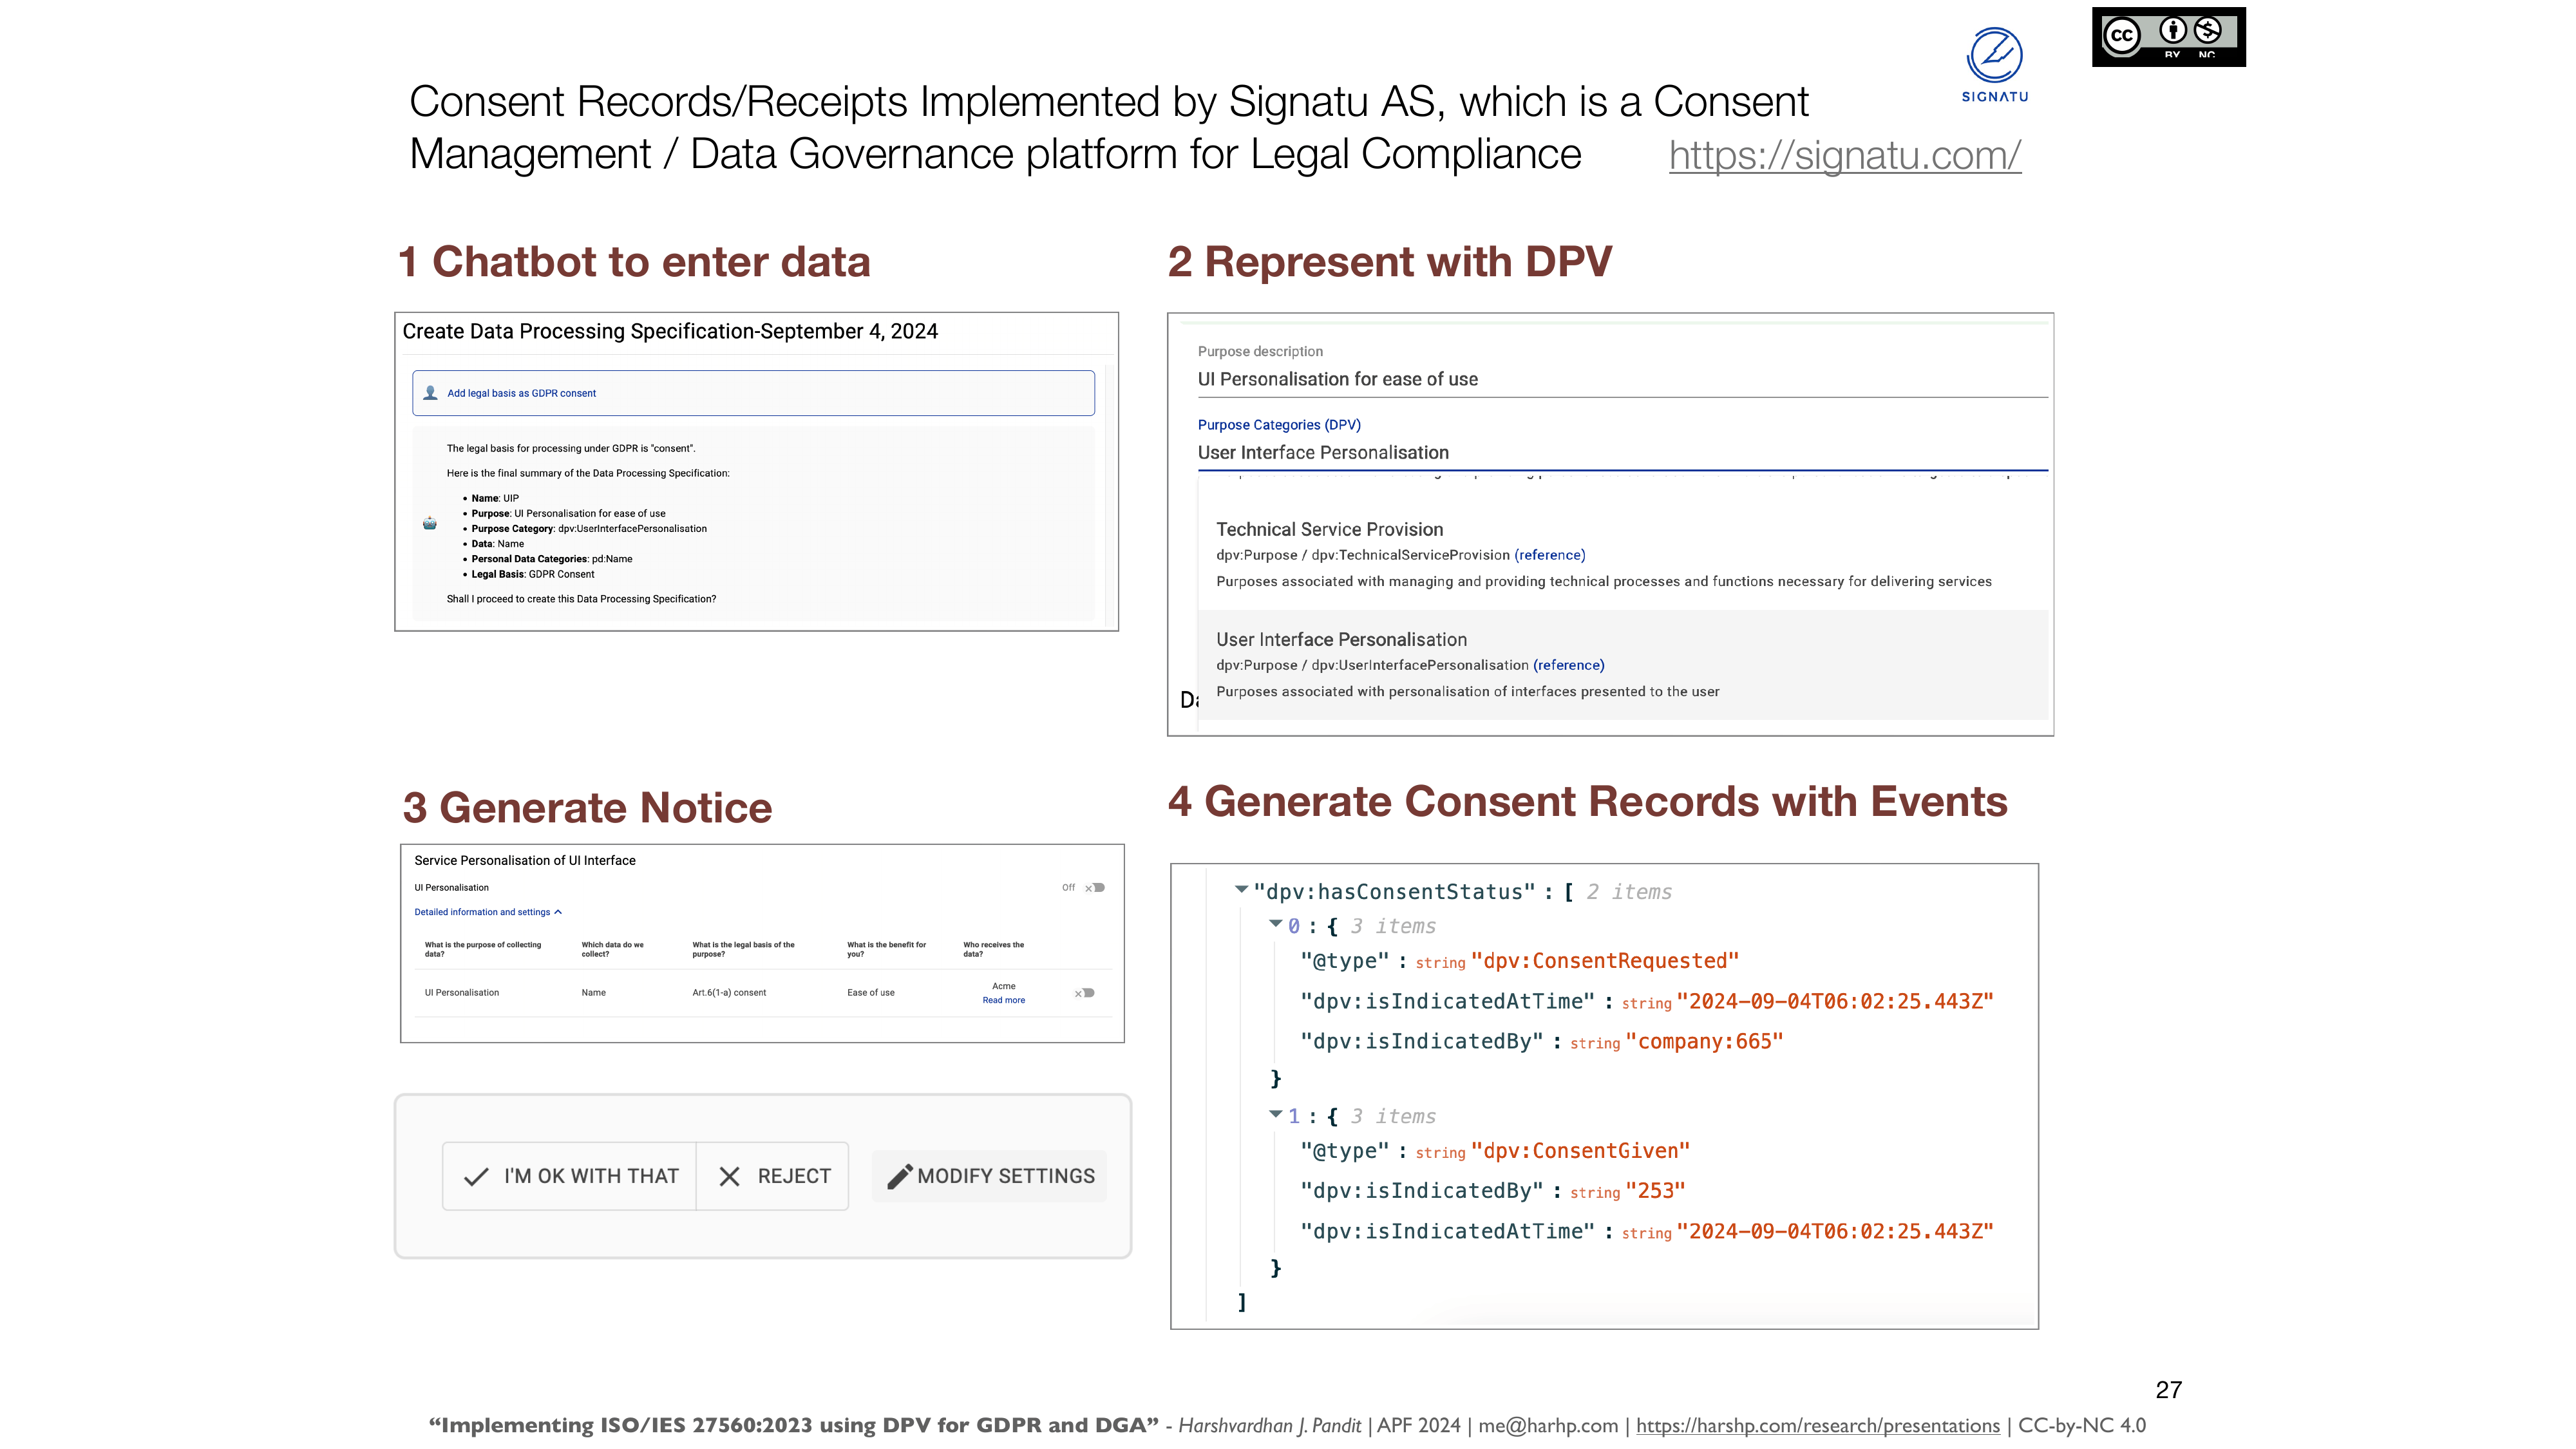 CC BY NC
SIGNATU
Consent Records/Receipts Implemented by Signatu AS, which is a Consent
Management / Data Governance platform for Legal Compliance https://signatu.com/
1 Chatbot to enter data
Create Data Processing Specification-September 4, 2024
Add legal basis as GDPR consent
The legal basis for processing under GDPR is "consent".
Here is the final summary of the Data Processing Specification:
• Name: UIP
• Purpose: UI Personalisation for ease of use
• Purpose Category: dpv:UserInterfacePersonalisation
• Data: Name
• Personal Data Categories: pd:Name
• Legal Basis: GDPR Consent
Shall I proceed to create this Data Processing Specification?
2 Represent with DPV
Purpose description
UI Personalisation for ease of use
Purpose Categories (DPV)
User Interface Personalisation
Technical Service Provision
dpv:Purpose / dpv:TechnicalServiceProvision (reference)
Purposes associated with managing and providing technical processes and functions necessary for delivering services
User Interface Personalisation
dpv:Purpose / dpv:UserInterfacePersonalisation (reference)
Purposes associated with personalisation of interfaces presented to the user
3 Generate Notice
Service Personalisation of UI Interface
UI Personalisation Off
Detailed information and settings
What is the purpose of collecting data? Which data do we collect? What is the legal basis of the purpose? What is the benefit for you? Who receives the data?
UI Personalisation Name Art.6(1-a) consent Ease of use Acme
Read more
I'M OK WITH THAT REJECT MODIFY SETTINGS
4 Generate Consent Records with Events
"dpv:hasConsentStatus" : [ 2 items
0 : { 3 items
"@type" : string "dpv:ConsentRequested"
"dpv:isIndicatedAtTime" : string "2024-09-04T06:02:25.443Z"
"dpv:isIndicatedBy" : string "company:665"
}
1 : { 3 items
"@type" : string "dpv:ConsentGiven"
"dpv:isIndicatedBy" : string "253"
"dpv:isIndicatedAtTime" : string "2024-09-04T06:02:25.443Z"
}
]
27
“Implementing ISO/IES 27560:2023 using DPV for GDPR and DGA” - Harshvardhan J. Pandit | APF 2024 | me@harhp.com | https://harshp.com/research/presentations | CC-by-NC 4.0